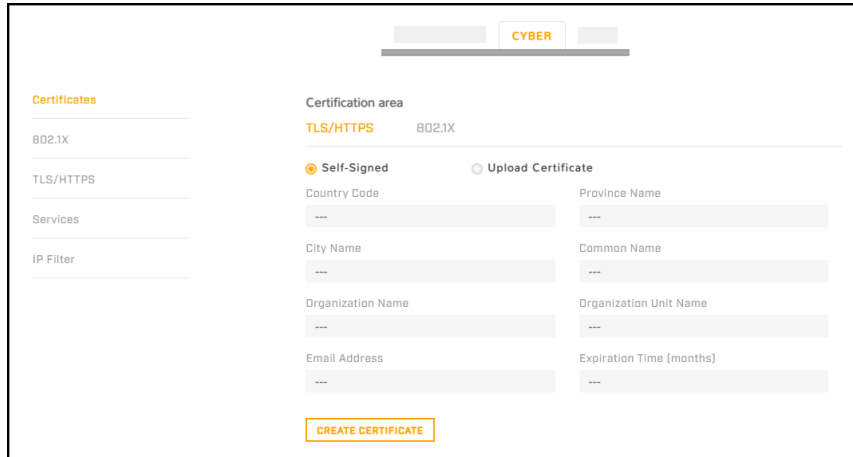 CYBER
Certificates
802.1X
TLS/HTTPS
Services
IP Filter
Certification area
TLS/HTTPS 802.1X
Self-Signed Upload Certificate
Country Code Province Name
--- ---
City Name Common Name
--- ---
Organization Name Organization Unit Name
--- ---
Email Address Expiration Time (months)
--- ---
CREATE CERTIFICATE